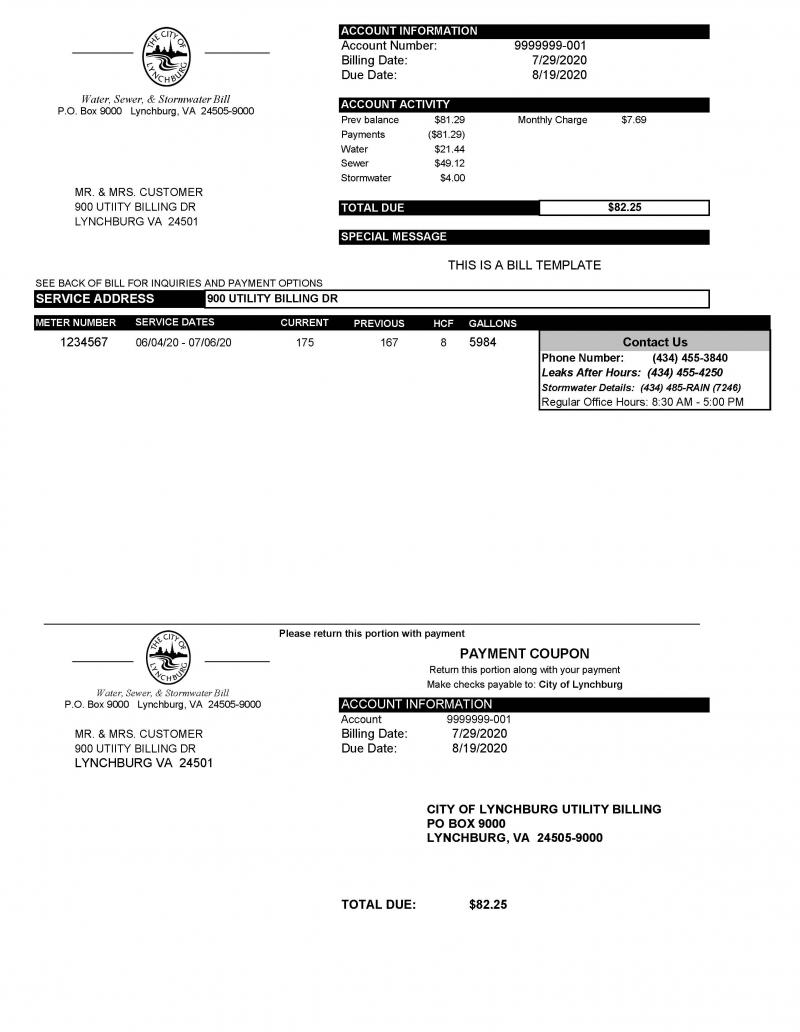 THE CITY OF
LYNCHBURG
Water, Sewer, & Stormwater Bill
P.O. Box 9000 Lynchburg, VA 24505-9000
MR. & MRS. CUSTOMER
900 UTIITY BILLING DR
LYNCHBURG VA 24501
ACCOUNT INFORMATION
Account Number: 9999999-001
Billing Date: 7/29/2020
Due Date: 8/19/2020
ACCOUNT ACTIVITY
Prev balance $81.29 Monthly Charge $7.69
Payments ($81.29)
Water $21.44
Sewer $49.12
Stormwater $4.00
TOTAL DUE $82.25
SPECIAL MESSAGE
THIS IS A BILL TEMPLATE
SEE BACK OF BILL FOR INQUIRIES AND PAYMENT OPTIONS
SERVICE ADDRESS 900 UTILITY BILLING DR
METER NUMBER SERVICE DATES CURRENT PREVIOUS HCF GALLONS
1234567 06/04/20 - 07/06/20 175 167 8 5984
Contact Us
Phone Number: (434) 455-3840
Leaks After Hours: (434) 455-4250
Stormwater Details: (434) 485-RAIN (7246)
Regular Office Hours: 8:30 AM - 5:00 PM
Please return this portion with payment
THE CITY OF
LYNCHBURG
Water, Sewer, & Stormwater Bill
P.O. Box 9000 Lynchburg, VA 24505-9000
MR. & MRS. CUSTOMER
900 UTIITY BILLING DR
LYNCHBURG VA 24501
PAYMENT COUPON
Return this portion along with your payment
Make checks payable to: City of Lynchburg
ACCOUNT INFORMATION
Account 9999999-001
Billing Date: 7/29/2020
Due Date: 8/19/2020
CITY OF LYNCHBURG UTILITY BILLING
PO BOX 9000
LYNCHBURG, VA 24505-9000
TOTAL DUE: $82.25